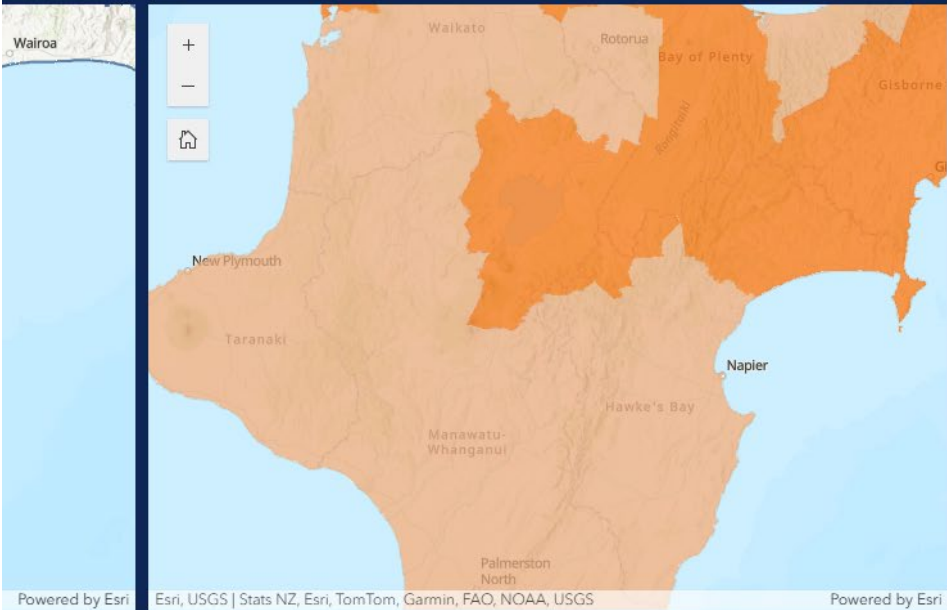 Wairoa
Powered by Esri
+
Waikato
Rotorua
Bay of Plenty
−
Gisborne
Rangitaiki
Gi
New Plymouth
Taranaki
Napier
Hawke's Bay
Manawatu-
Whanganui
Palmerston
North
Esri, USGS | Stats NZ, Esri, TomTom, Garmin, FAO, NOAA, USGS
Powered by Esri